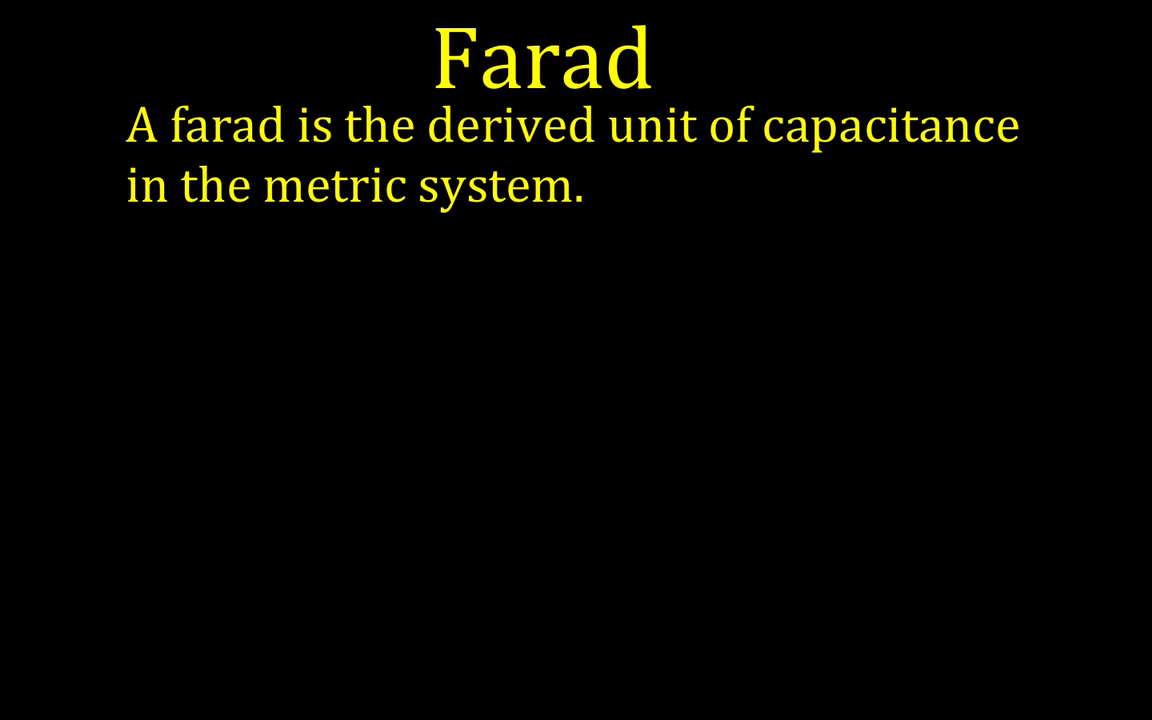 Farad
A farad is the derived unit of capacitance
in the metric system.